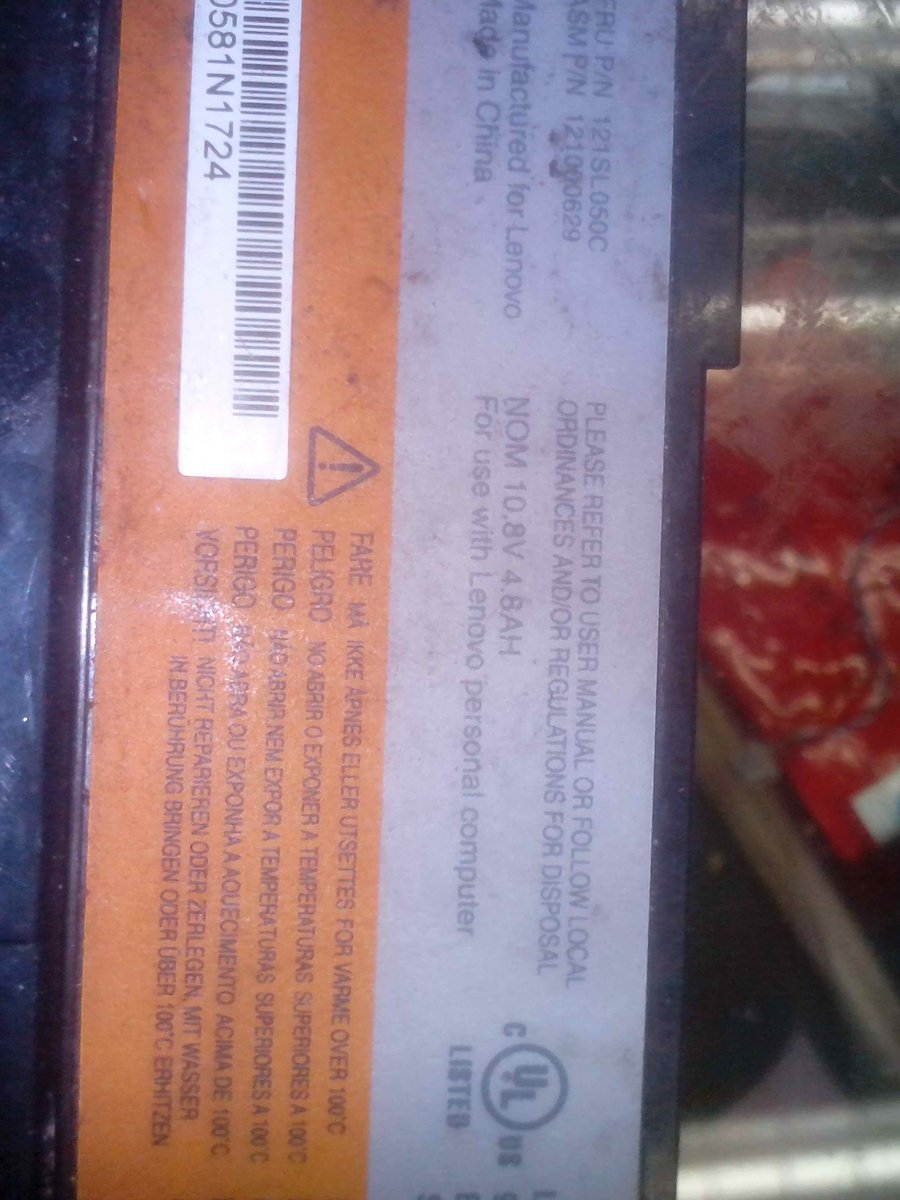 FRU P/N 121SL050C
ASM P/N 121000629
Manufactured for Lenovo
Made in China
PLEASE REFER TO USER MANUAL OR FOLLOW LOCAL
ORDINANCES AND/OR REGULATIONS FOR DISPOSAL
NOM 10.8V 4.8AH
For use with Lenovo personal computer
C UL US
LISTED
0581N1724
FARE MÅ IKKE ÅPNES ELLER UTSETTES FOR VARME OVER 100°C
PELIGRO NO ABRIR O EXPONER A TEMPERATURAS SUPERIORES A 100°C
PERIGO NÃO ABRIR NEM EXPOR A TEMPERATURAS SUPERIORES A 100°C
PERIGO NÃO ABRA OU EXPONHA A AQUECIMENTO ACIMA DE 100°C
VORSICHT NICHT REPARIEREN ODER ZERLEGEN, MIT WASSER
IN BERÜHRUNG BRINGEN ODER ÜBER 100°C ERHITZEN